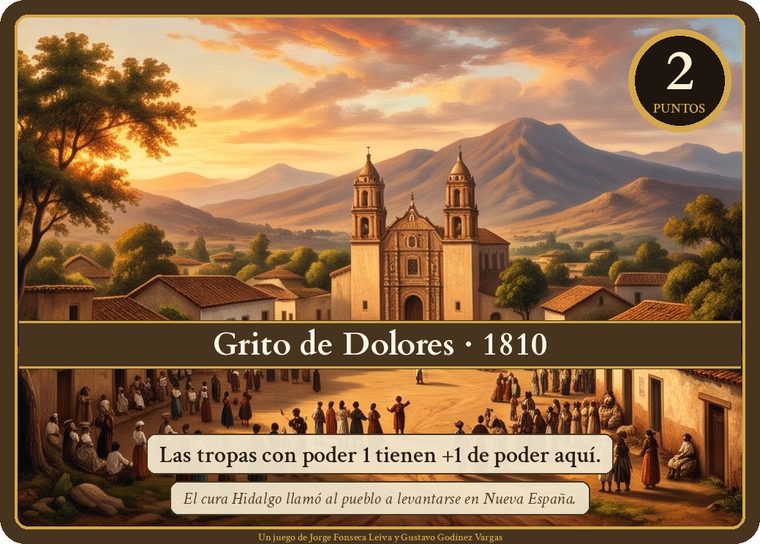 2
PUNTOS
Grito de Dolores · 1810
Las tropas con poder 1 tienen +1 de poder aquí.
El cura Hidalgo llamó al pueblo a levantarse en Nueva España.
Un juego de Jorge Fonseca Leiva y Gustavo Godínez Vargas